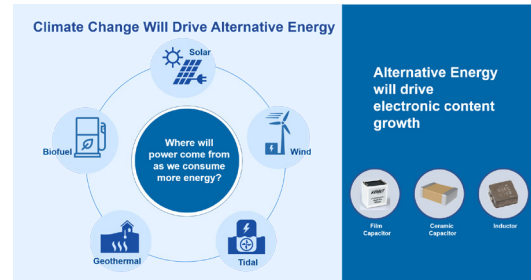 Climate Change Will Drive Alternative Energy
Solar
Wind
Tidal
Geothermal
Biofuel
Where will
power come from
as we consume
more energy?
Alternative Energy
will drive
electronic content
growth
Film
Capacitor
Ceramic
Capacitor
Inductor